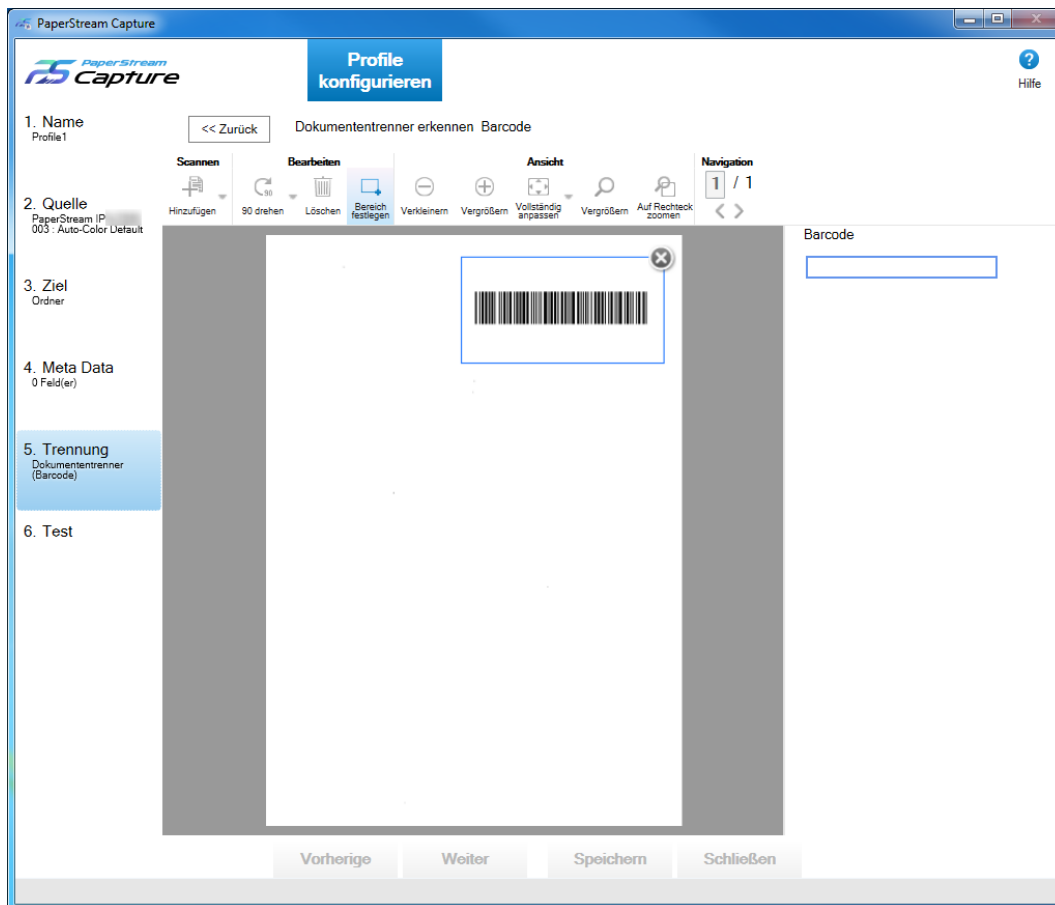 PaperStream Capture
PaperStream
Capture
Profile
konfigurieren
?
Hilfe
1. Name
Profile1
2. Quelle
PaperStream IP
003 : Auto-Color Default
3. Ziel
Ordner
4. Meta Data
0 Feld(er)
5. Trennung
Dokumententrenner
(Barcode)
6. Test
<< Zurück
Dokumententrenner erkennen Barcode
Scannen
Bearbeiten
Ansicht
Navigation
90
1 / 1
Hinzufügen
90 drehen
Löschen
Bereich
festlegen
Verkleinern
Vergrößern
Vollständig
anpassen
Vergrößern
Auf Rechteck
zoomen
Barcode
Vorherige
Weiter
Speichern
Schließen